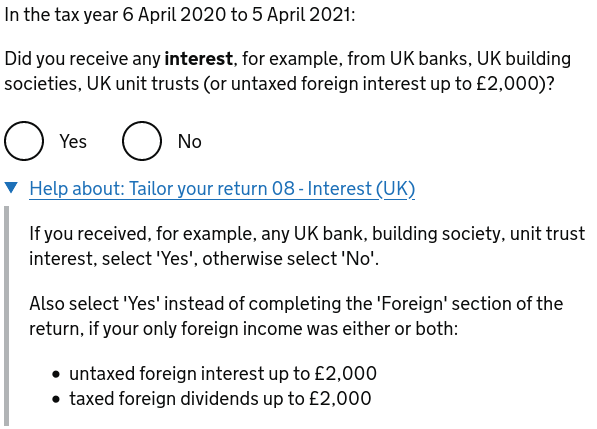 In the tax year 6 April 2020 to 5 April 2021:
Did you receive any interest, for example, from UK banks, UK building
societies, UK unit trusts (or untaxed foreign interest up to £2,000)?
Yes No
Help about: Tailor your return 08 - Interest (UK)
If you received, for example, any UK bank, building society, unit trust
interest, select 'Yes', otherwise select 'No'.
Also select 'Yes' instead of completing the 'Foreign' section of the
return, if your only foreign income was either or both:
• untaxed foreign interest up to £2,000
• taxed foreign dividends up to £2,000